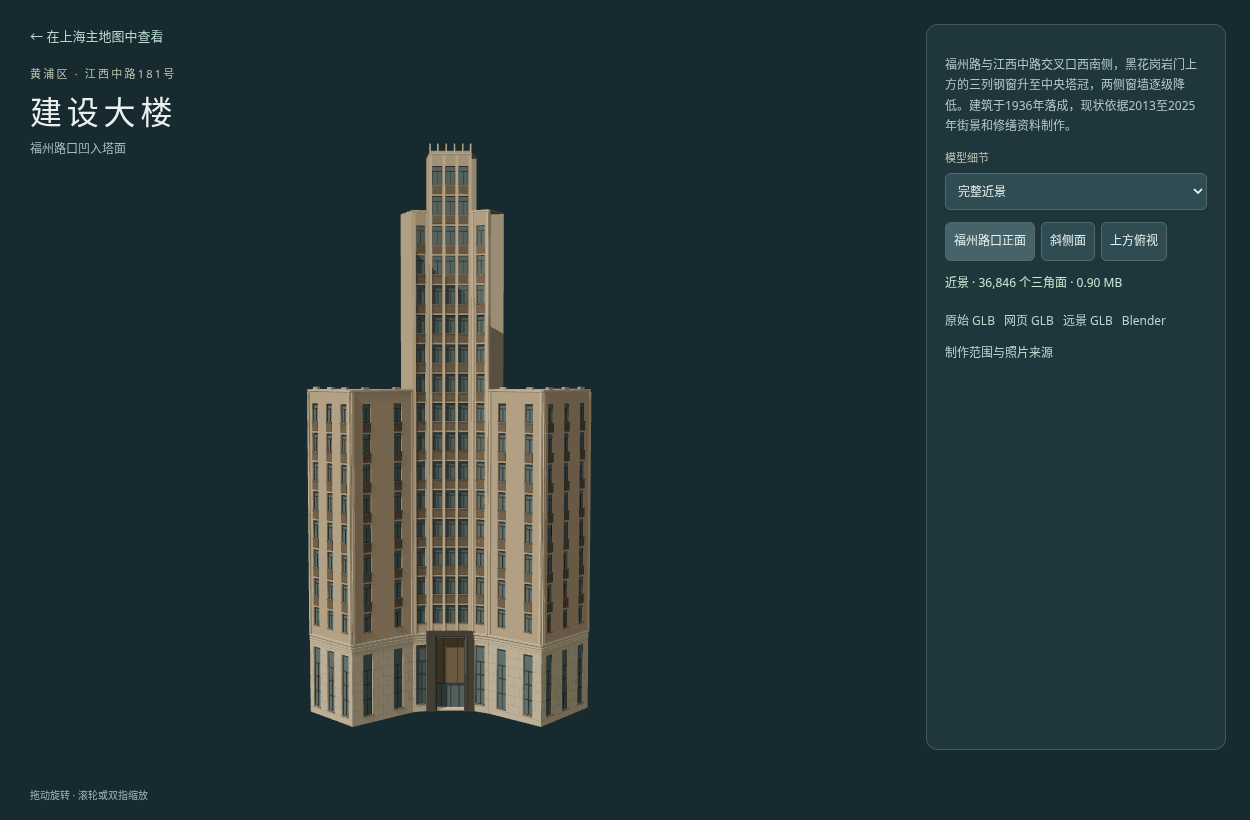 ← 在上海主地图中查看
黄浦区 · 江西中路181号
建设大楼
福州路口凹入塔面
福州路与江西中路交叉口西南侧，黑花岗岩门上
方的三列钢窗升至中央塔冠，两侧窗墙逐级降
低。建筑于1936年落成，现状依据2013至2025
年街景和修缮资料制作。
模型细节
完整近景
福州路口正面 斜侧面 上方俯视
近景 · 36,846 个三角面 · 0.90 MB
原始 GLB 网页 GLB 远景 GLB Blender
制作范围与照片来源
拖动旋转 · 滚轮或双指缩放